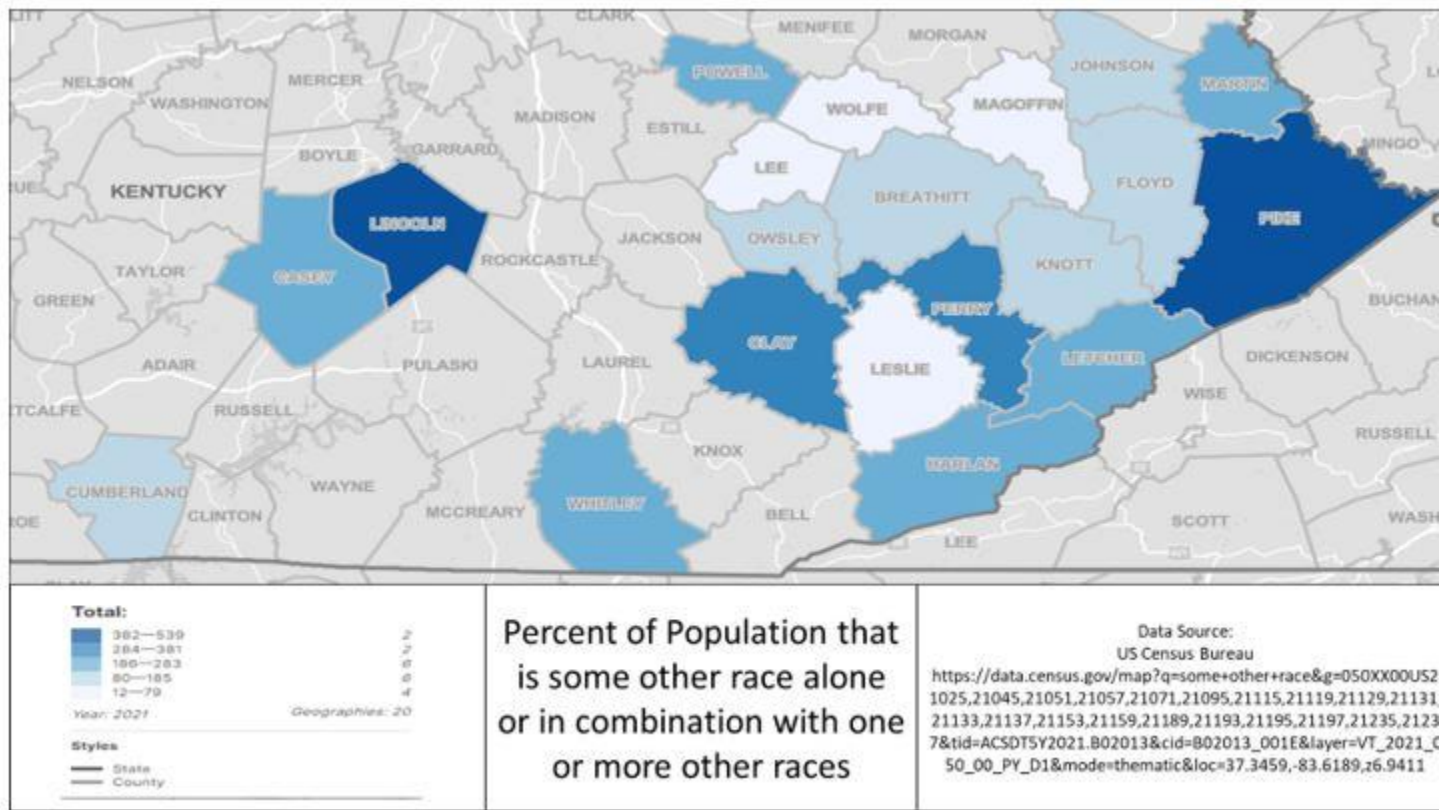 LITT
CLARK
MENIFEE
MORGAN
JOHNSON
NELSON
MERCER
POWELL
MARTIN
WASHINGTON
MADISON
WOLFE
MAGOFFIN
ESTILL
BOYLE
GARRARD
MINGO
LEE
KENTUCKY
FLOYD
BREATHITT
LINCOLN
PIKE
JACKSON
OWSLEY
ROCKCASTLE
KNOTT
TAYLOR
CASEY
GREEN
BUCHAN
PERRY
CLAY
ADAIR
PULASKI
LAUREL
LESLIE
LETCHER
DICKENSON
WISE
ETCALFE
RUSSELL
RUSSELL
KNOX
HARLAN
CUMBERLAND
WAYNE
WHITLEY
CLINTON
MCCREARY
BELL
SCOTT
WASH
ROE
LEE
Total:
382—539 2
284—381 2
186—283 6
80—185 6
12—79 4
Year: 2021 Geographies: 20
Styles
State
County
Percent of Population that
is some other race alone
or in combination with one
or more other races
Data Source:
US Census Bureau
https://data.census.gov/map?q=some+other+race&g=050XX00US2
1025,21045,21051,21057,21071,21095,21115,21119,21129,21131,
21133,21137,21153,21159,21189,21193,21195,21197,21235,2123
7&tid=ACSDT5Y2021.B02013&cid=B02013_001E&layer=VT_2021_0
50_00_PY_D1&mode=thematic&loc=37.3459,-83.6189,z6.9411